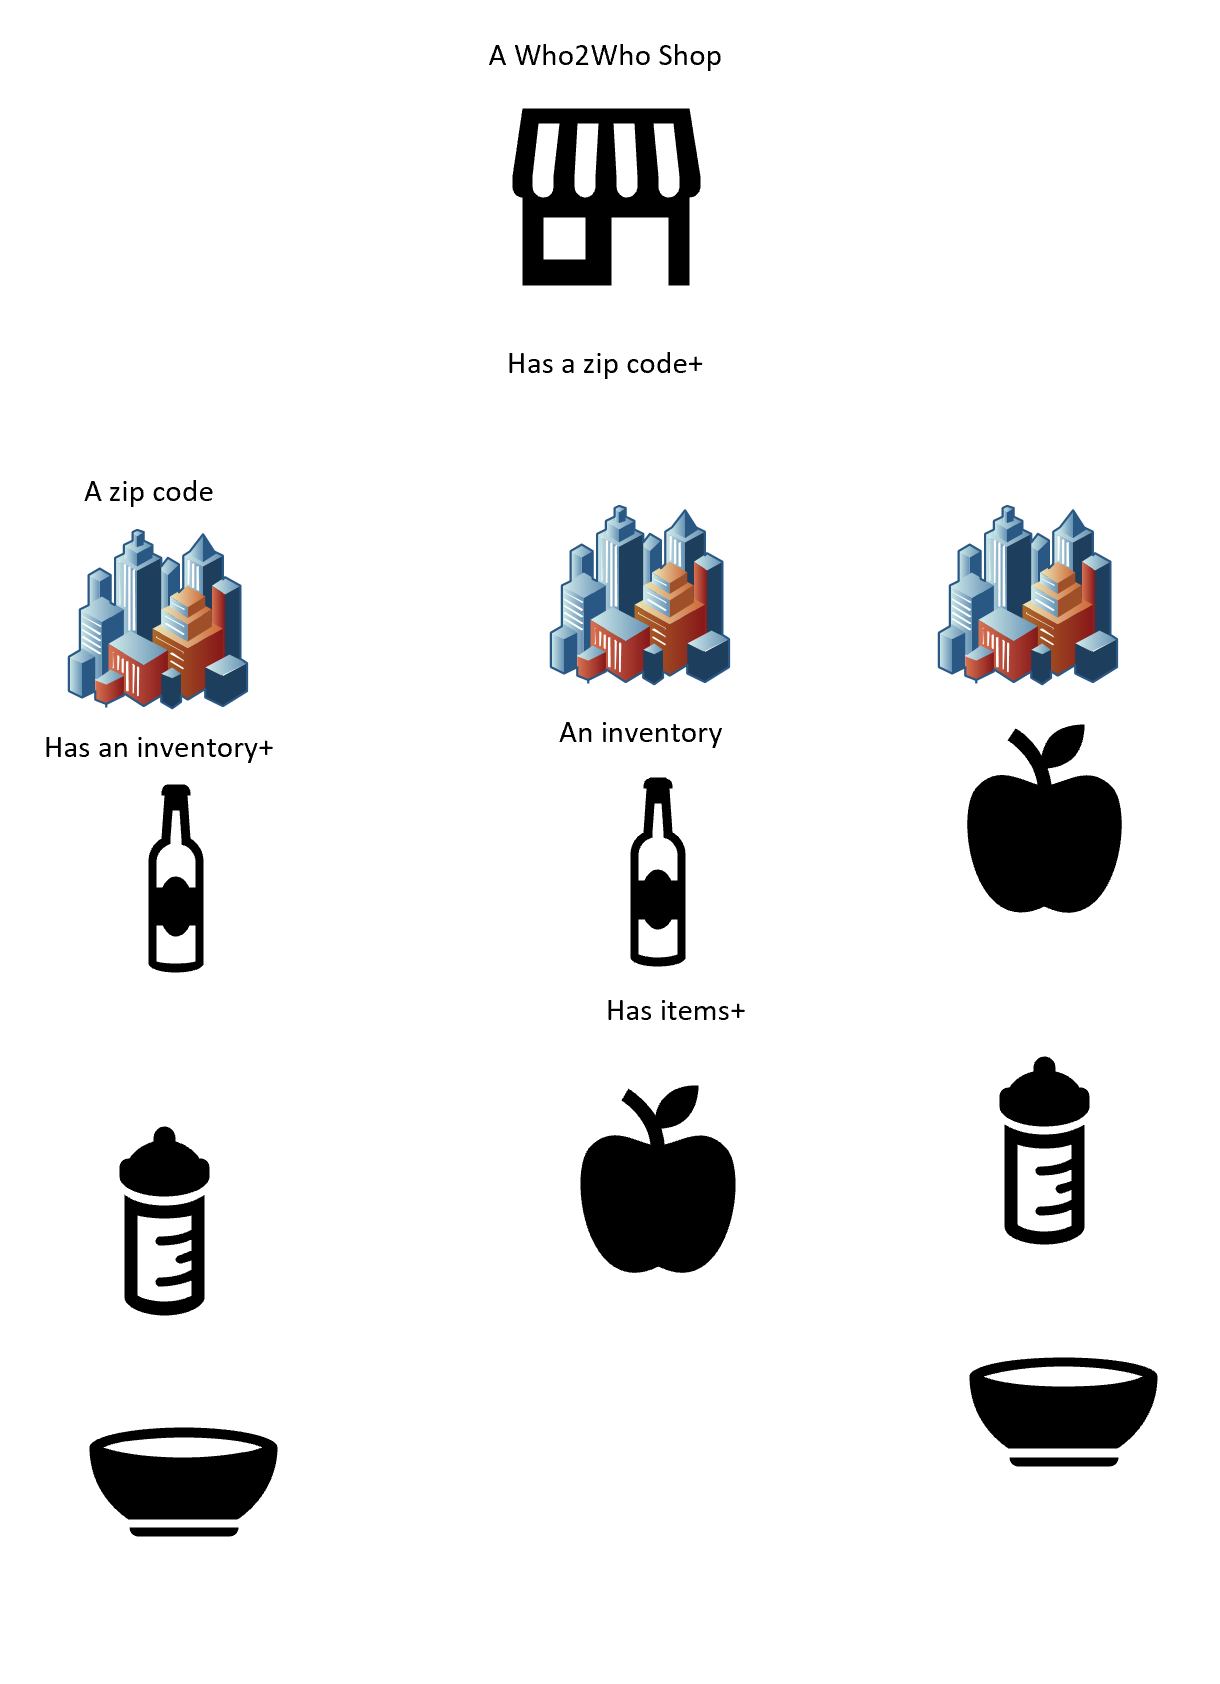 A Who2Who Shop
Has a zip code+
A zip code
Has an inventory+
An inventory
Has items+